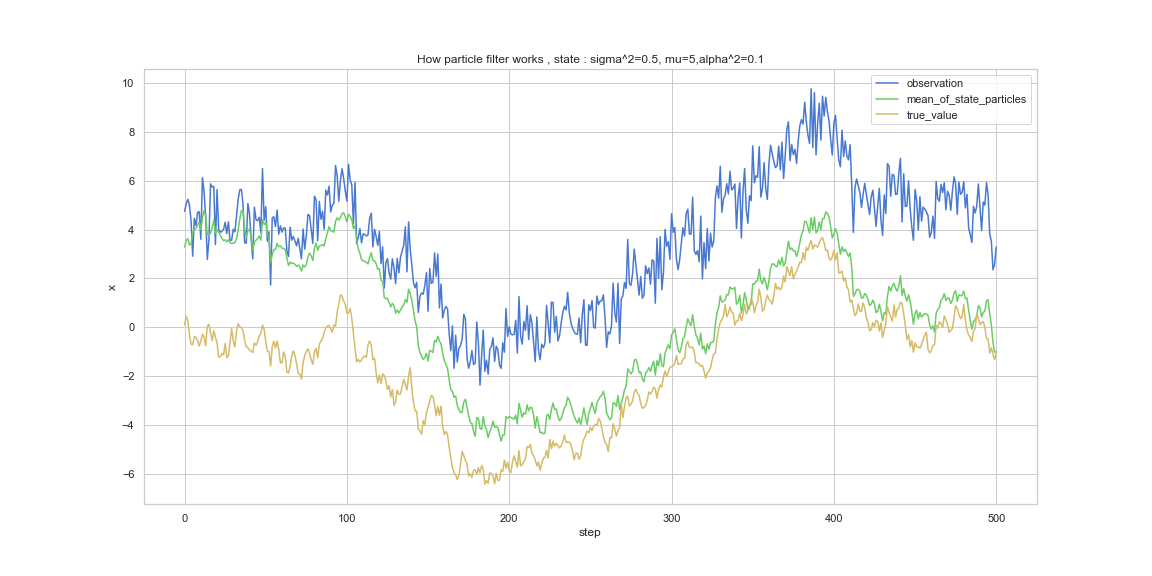 How particle filter works , state : sigma^2=0.5, mu=5,alpha^2=0.1
observation
mean_of_state_particles
true_value
x
10
8
6
4
2
0
−2
−4
−6
0 100 200 300 400 500
step